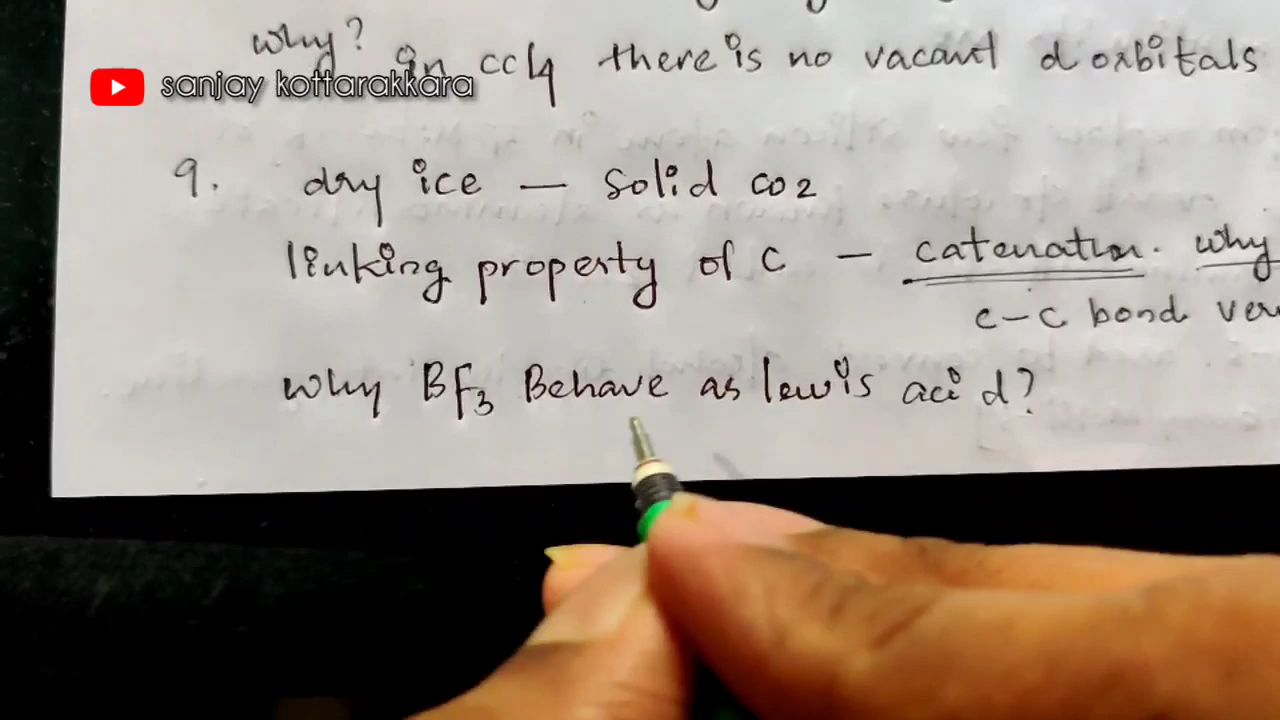 why? in ccl4 there is no vacant d orbitals
sanjay kottarakkara
9. dry ice — solid co2
linking property of c — catenation. why
c-c bond ver
why BF3 Behave as lewis acid?